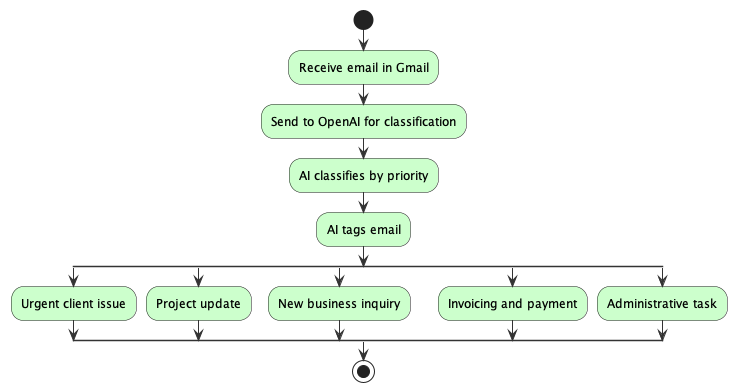 Receive email in Gmail
Send to OpenAI for classification
AI classifies by priority
AI tags email
Urgent client issue
Project update
New business inquiry
Invoicing and payment
Administrative task